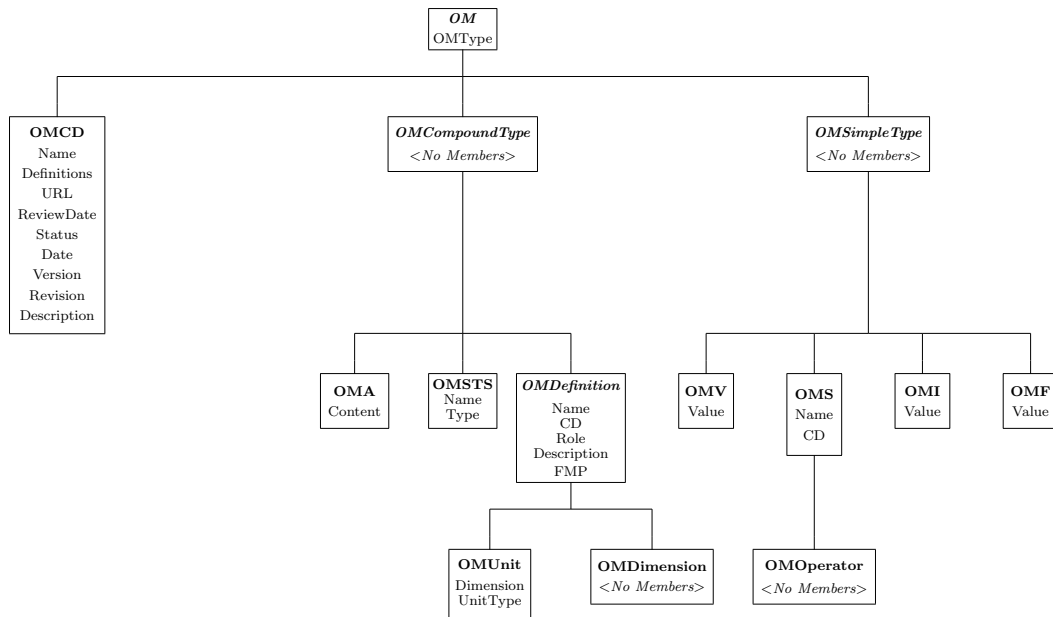 OM
OMType
OMCD
Name
Definitions
URL
ReviewDate
Status
Date
Version
Revision
Description
OMCompoundType
<No Members>
OMSimpleType
<No Members>
OMA
Content
OMSTS
Name
Type
OMDefinition
Name
CD
Role
Description
FMP
OMV
Value
OMS
Name
CD
OMI
Value
OMF
Value
OMUnit
Dimension
UnitType
OMDimension
<No Members>
OMOperator
<No Members>